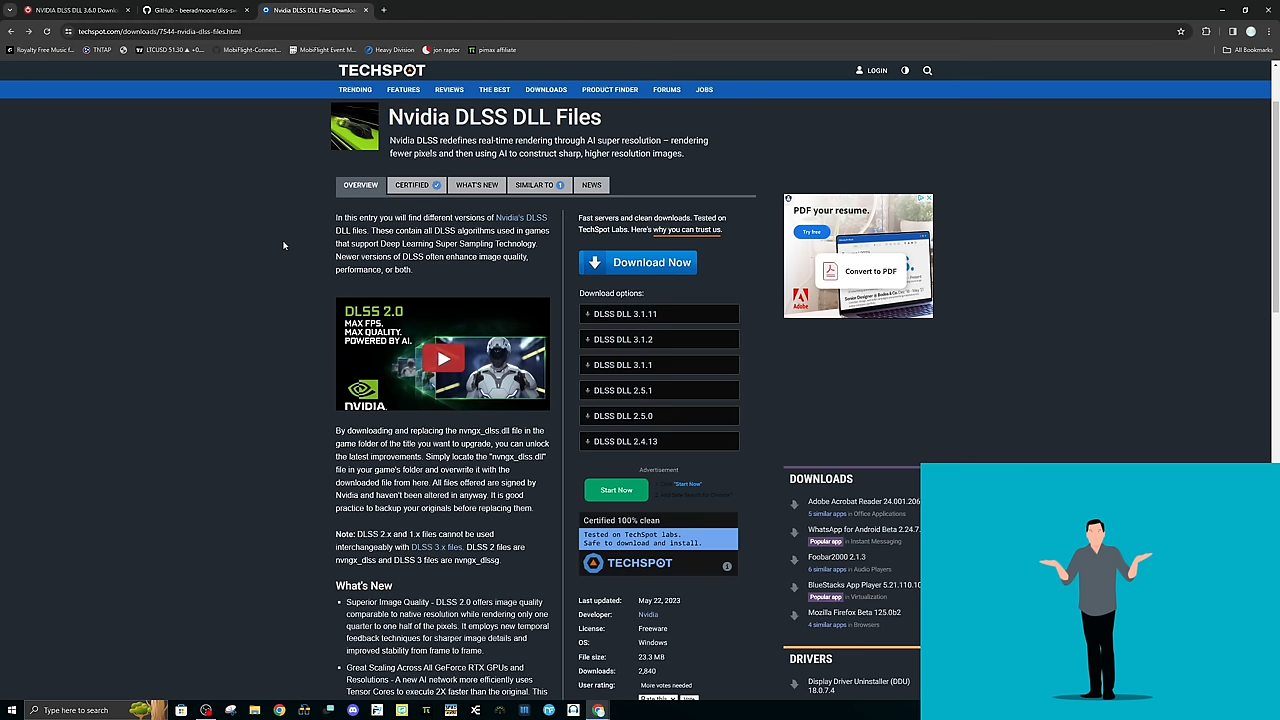 NVIDIA DLSS DLL 3.6.0 Downl
GitHub - beeradmoore/dlss-sw
Nvidia DLSS DLL Files Downlo
techspot.com/downloads/7544-nvidia-dlss-files.html
Royalty Free Music f...
TNTAP
LTCUSD 51.30 ▲ +0....
MobiFlight-Connect...
MobiFlight Event M...
Heavy Division
jon raptor
pimax affiliate
All Bookmarks
TECHSPOT
LOGIN
TRENDING
FEATURES
REVIEWS
THE BEST
DOWNLOADS
PRODUCT FINDER
FORUMS
JOBS
Nvidia DLSS DLL Files
Nvidia DLSS redefines real-time rendering through AI super resolution – rendering
fewer pixels and then using AI to construct sharp, higher resolution images.
OVERVIEW
CERTIFIED
WHAT'S NEW
SIMILAR TO 1
NEWS
In this entry you will find different versions of Nvidia's DLSS
DLL files. These contain all DLSS algorithms used in games
that support Deep Learning Super Sampling Technology.
Newer versions of DLSS often enhance image quality,
performance, or both.
DLSS 2.0
MAX FPS.
MAX QUALITY.
POWERED BY AI.
NVIDIA.
By downloading and replacing the nvngx_dlss.dll file in the
game folder of the title you want to upgrade, you can unlock
the latest improvements. Simply locate the "nvngx_dlss.dll"
file in your game's folder and overwrite it with the
downloaded file from here. All files offered are signed by
Nvidia and haven't been altered in anyway. It is good
practice to backup your originals before replacing them.
Note: DLSS 2.x and 1.x files cannot be used
interchangeably with DLSS 3.x files. DLSS 2 files are
nvngx_dlss and DLSS 3 files are nvngx_dlssg.
What's New
Superior Image Quality - DLSS 2.0 offers image quality
comparable to native resolution while rendering only one
quarter to one half of the pixels. It employs new temporal
feedback techniques for sharper image details and
improved stability from frame to frame.
Great Scaling Across All GeForce RTX GPUs and
Resolutions - A new AI network more efficiently uses
Tensor Cores to execute 2X faster than the original. This
Fast servers and clean downloads. Tested on
TechSpot Labs. Here's why you can trust us.
Download Now
Download options:
DLSS DLL 3.1.11
DLSS DLL 3.1.2
DLSS DLL 3.1.1
DLSS DLL 2.5.1
DLSS DLL 2.5.0
DLSS DLL 2.4.13
Advertisement
Start Now
"Start Now"
Certified 100% clean
Tested on TechSpot labs.
Safe to download and install.
TECHSPOT
Last updated: May 22, 2023
Developer: Nvidia
License: Freeware
OS: Windows
File size: 23.3 MB
Downloads: 2,840
User rating: More votes needed
PDF your resume.
Try free
Convert to PDF
Adobe
DOWNLOADS
Adobe Acrobat Reader 24.001.206
5 similar apps in Office Applications
WhatsApp for Android Beta 2.24.7.
Popular app in Instant Messaging
Foobar2000 2.1.3
6 similar apps in Audio Players
BlueStacks App Player 5.21.110.10
Popular app in Virtualization
Mozilla Firefox Beta 125.0b2
4 similar apps in Browsers
DRIVERS
Display Driver Uninstaller (DDU)
18.0.7.4
Type here to search